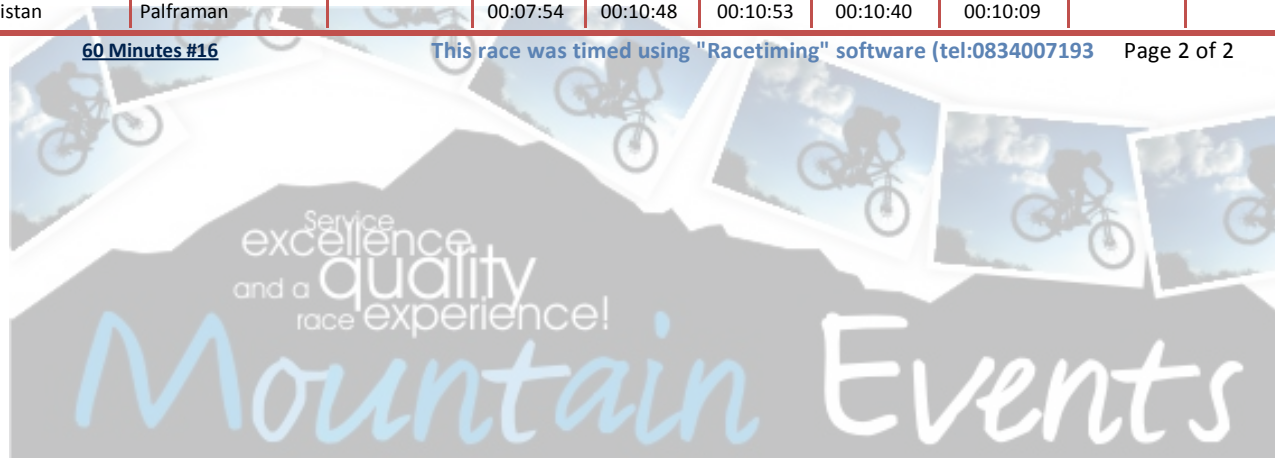 istan Palframan 00:07:54 00:10:48 00:10:53 00:10:40 00:10:09
60 Minutes #16 This race was timed using "Racetiming" software (tel:0834007193 Page 2 of 2
Service
excellence
and a quality
race experience!
Mountain Events